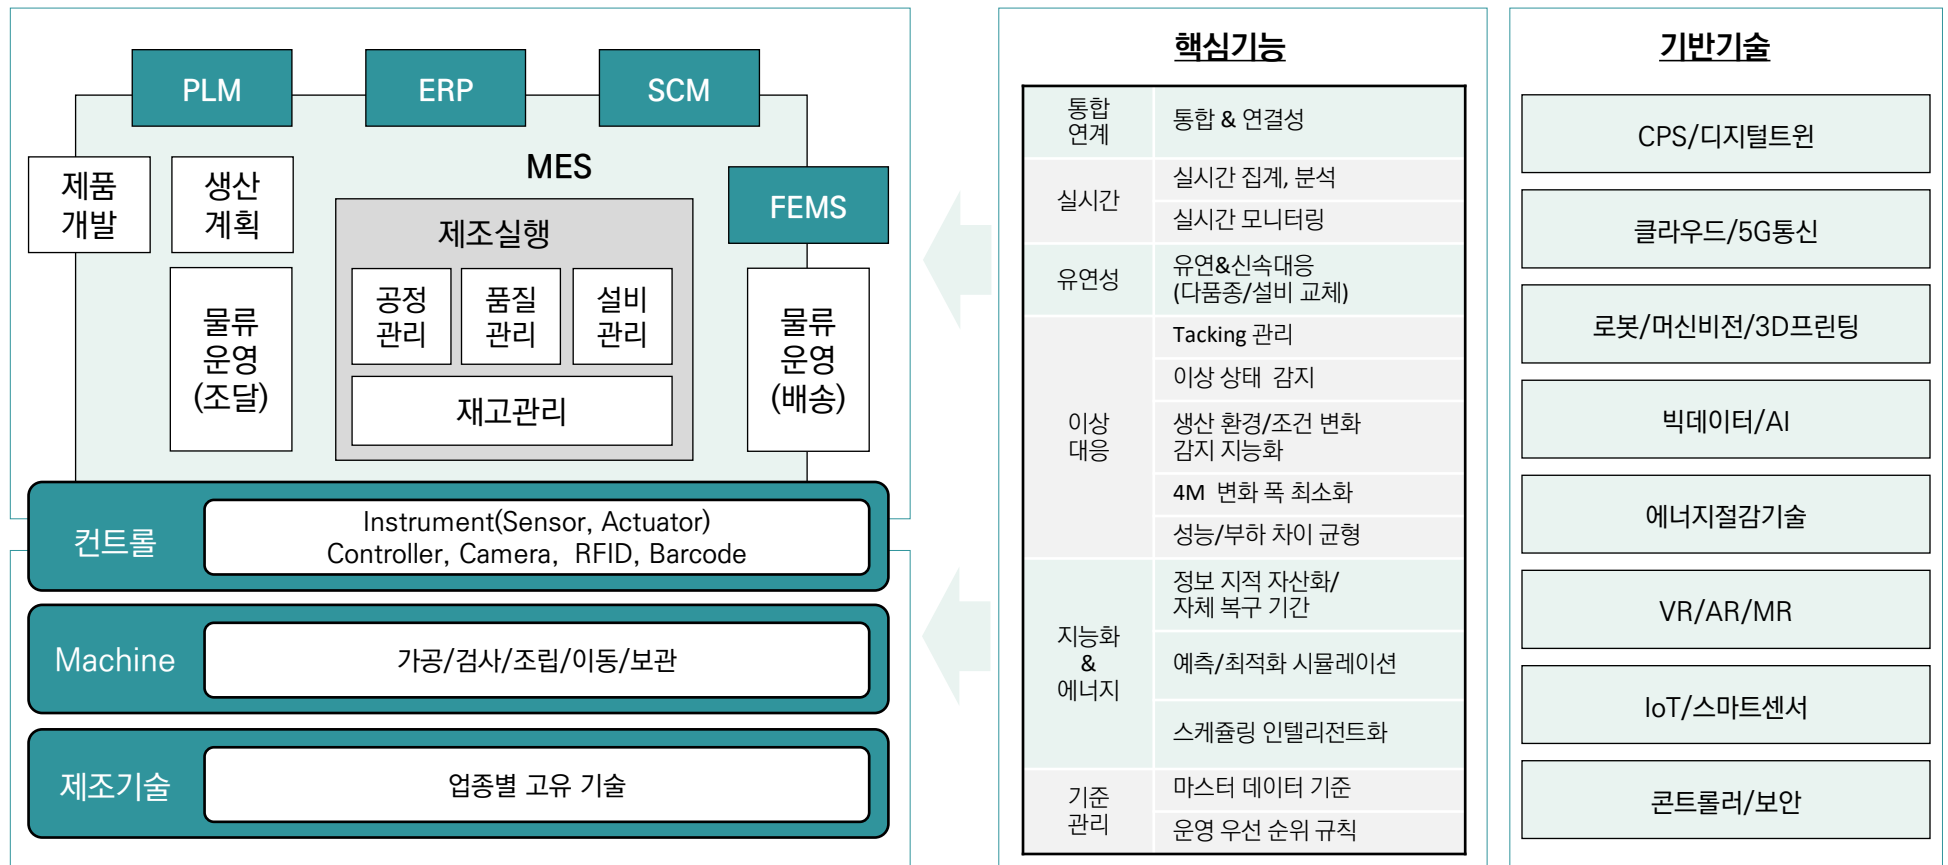 PLM
ERP
SCM
MES
제품
개발
생산
계획
FEMS
제조실행
공정
관리
품질
관리
설비
관리
재고관리
물류
운영
(조달)
물류
운영
(배송)
컨트롤
Instrument(Sensor, Actuator)
Controller, Camera, RFID, Barcode
Machine
가공/검사/조립/이동/보관
제조기술
업종별 고유 기술
핵심기능
통합
연계
통합 & 연결성
실시간
실시간 집계, 분석
실시간 모니터링
유연성
유연&신속대응
(다품종/설비 교체)
이상
대응
Tacking 관리
이상 상태 감지
생산 환경/조건 변화
감지 지능화
4M 변화 폭 최소화
성능/부하 차이 균형
지능화
&
에너지
정보 지적 자산화/
자체 복구 기간
예측/최적화 시뮬레이션
스케쥴링 인텔리전트화
기준
관리
마스터 데이터 기준
운영 우선 순위 규칙
기반기술
CPS/디지털트윈
클라우드/5G통신
로봇/머신비전/3D프린팅
빅데이터/AI
에너지절감기술
VR/AR/MR
IoT/스마트센서
콘트롤러/보안